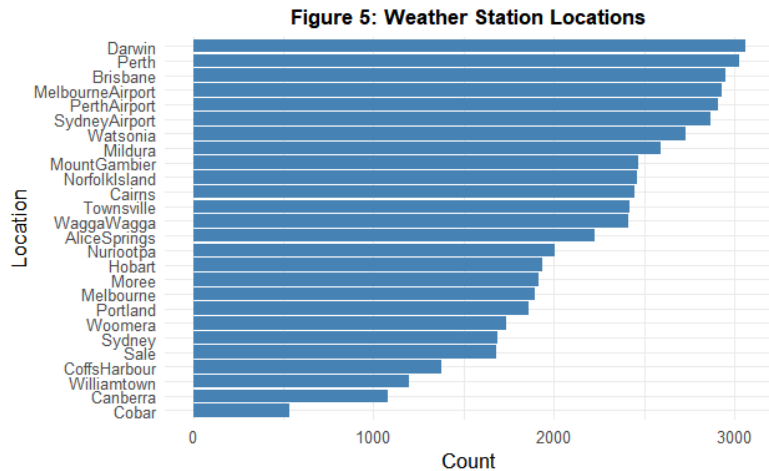 Figure 5: Weather Station Locations
Darwin
Perth
Brisbane
MelbourneAirport
PerthAirport
SydneyAirport
Watsonia
Mildura
MountGambier
NorfolkIsland
Cairns
Townsville
WaggaWagga
AliceSprings
Nuriootpa
Hobart
Moree
Melbourne
Portland
Woomera
Sydney
Sale
CoffsHarbour
Williamtown
Canberra
Cobar
Location
0 1000 2000 3000
Count